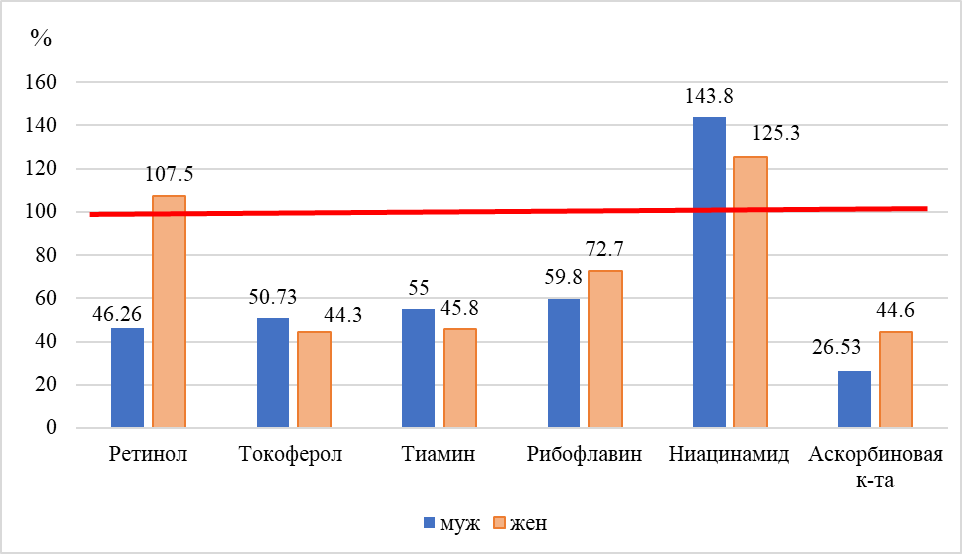 %
160
140
120
100
80
60
40
20
0
46.26
107.5
50.73
44.3
55
45.8
59.8
72.7
143.8
125.3
26.53
44.6
Ретинол
Токоферол
Тиамин
Рибофлавин
Ниацинамид
Аскорбиновая
к-та
муж
жен